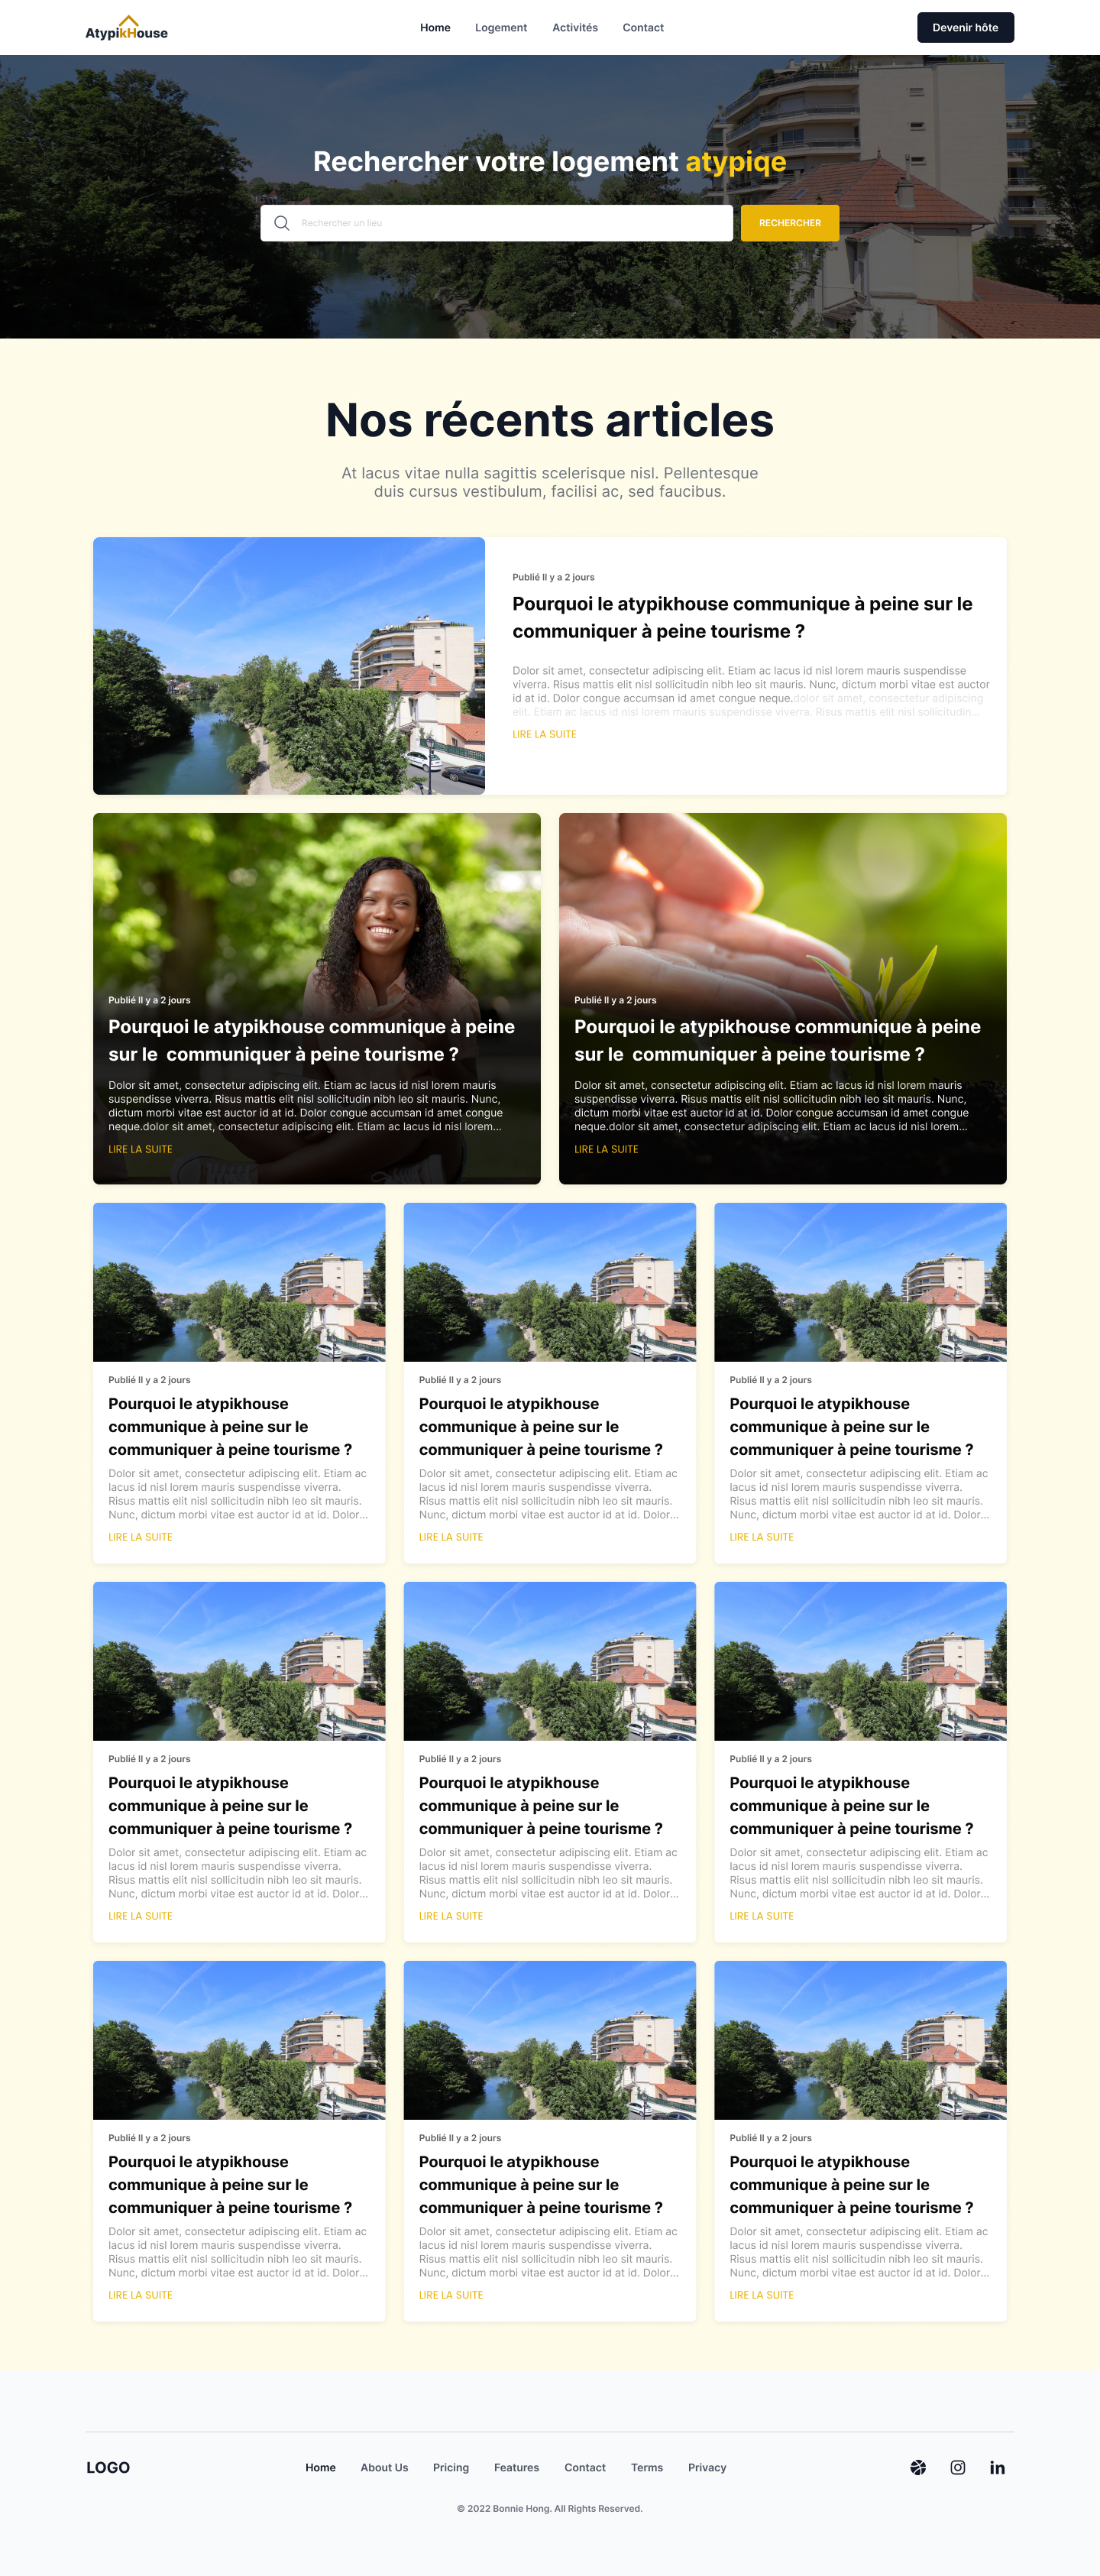 AtypikHouse
Home Logement Activités Contact
Devenir hôte
Rechercher votre logement atypiqe
Rechercher un lieu
RECHERCHER
Nos récents articles
At lacus vitae nulla sagittis scelerisque nisl. Pellentesque
duis cursus vestibulum, facilisi ac, sed faucibus.
Publié Il y a 2 jours
Pourquoi le atypikhouse communique à peine sur le
communiquer à peine tourisme ?
Dolor sit amet, consectetur adipiscing elit. Etiam ac lacus id nisl lorem mauris suspendisse
viverra. Risus mattis elit nisl sollicitudin nibh leo sit mauris. Nunc, dictum morbi vitae est auctor
id at id. Dolor congue accumsan id amet congue neque.dolor sit amet, consectetur adipiscing
elit. Etiam ac lacus id nisl lorem mauris suspendisse viverra. Risus mattis elit nisl sollicitudin...
LIRE LA SUITE
Publié Il y a 2 jours
Pourquoi le atypikhouse communique à peine
sur le communiquer à peine tourisme ?
Dolor sit amet, consectetur adipiscing elit. Etiam ac lacus id nisl lorem mauris
suspendisse viverra. Risus mattis elit nisl sollicitudin nibh leo sit mauris. Nunc,
dictum morbi vitae est auctor id at id. Dolor congue accumsan id amet congue
neque.dolor sit amet, consectetur adipiscing elit. Etiam ac lacus id nisl lorem...
LIRE LA SUITE
Publié Il y a 2 jours
Pourquoi le atypikhouse communique à peine
sur le communiquer à peine tourisme ?
Dolor sit amet, consectetur adipiscing elit. Etiam ac lacus id nisl lorem mauris
suspendisse viverra. Risus mattis elit nisl sollicitudin nibh leo sit mauris. Nunc,
dictum morbi vitae est auctor id at id. Dolor congue accumsan id amet congue
neque.dolor sit amet, consectetur adipiscing elit. Etiam ac lacus id nisl lorem...
LIRE LA SUITE
Publié Il y a 2 jours
Pourquoi le atypikhouse
communique à peine sur le
communiquer à peine tourisme ?
Dolor sit amet, consectetur adipiscing elit. Etiam ac
lacus id nisl lorem mauris suspendisse viverra.
Risus mattis elit nisl sollicitudin nibh leo sit mauris.
Nunc, dictum morbi vitae est auctor id at id. Dolor...
LIRE LA SUITE
Publié Il y a 2 jours
Pourquoi le atypikhouse
communique à peine sur le
communiquer à peine tourisme ?
Dolor sit amet, consectetur adipiscing elit. Etiam ac
lacus id nisl lorem mauris suspendisse viverra.
Risus mattis elit nisl sollicitudin nibh leo sit mauris.
Nunc, dictum morbi vitae est auctor id at id. Dolor...
LIRE LA SUITE
Publié Il y a 2 jours
Pourquoi le atypikhouse
communique à peine sur le
communiquer à peine tourisme ?
Dolor sit amet, consectetur adipiscing elit. Etiam ac
lacus id nisl lorem mauris suspendisse viverra.
Risus mattis elit nisl sollicitudin nibh leo sit mauris.
Nunc, dictum morbi vitae est auctor id at id. Dolor...
LIRE LA SUITE
Publié Il y a 2 jours
Pourquoi le atypikhouse
communique à peine sur le
communiquer à peine tourisme ?
Dolor sit amet, consectetur adipiscing elit. Etiam ac
lacus id nisl lorem mauris suspendisse viverra.
Risus mattis elit nisl sollicitudin nibh leo sit mauris.
Nunc, dictum morbi vitae est auctor id at id. Dolor...
LIRE LA SUITE
Publié Il y a 2 jours
Pourquoi le atypikhouse
communique à peine sur le
communiquer à peine tourisme ?
Dolor sit amet, consectetur adipiscing elit. Etiam ac
lacus id nisl lorem mauris suspendisse viverra.
Risus mattis elit nisl sollicitudin nibh leo sit mauris.
Nunc, dictum morbi vitae est auctor id at id. Dolor...
LIRE LA SUITE
Publié Il y a 2 jours
Pourquoi le atypikhouse
communique à peine sur le
communiquer à peine tourisme ?
Dolor sit amet, consectetur adipiscing elit. Etiam ac
lacus id nisl lorem mauris suspendisse viverra.
Risus mattis elit nisl sollicitudin nibh leo sit mauris.
Nunc, dictum morbi vitae est auctor id at id. Dolor...
LIRE LA SUITE
Publié Il y a 2 jours
Pourquoi le atypikhouse
communique à peine sur le
communiquer à peine tourisme ?
Dolor sit amet, consectetur adipiscing elit. Etiam ac
lacus id nisl lorem mauris suspendisse viverra.
Risus mattis elit nisl sollicitudin nibh leo sit mauris.
Nunc, dictum morbi vitae est auctor id at id. Dolor...
LIRE LA SUITE
Publié Il y a 2 jours
Pourquoi le atypikhouse
communique à peine sur le
communiquer à peine tourisme ?
Dolor sit amet, consectetur adipiscing elit. Etiam ac
lacus id nisl lorem mauris suspendisse viverra.
Risus mattis elit nisl sollicitudin nibh leo sit mauris.
Nunc, dictum morbi vitae est auctor id at id. Dolor...
LIRE LA SUITE
Publié Il y a 2 jours
Pourquoi le atypikhouse
communique à peine sur le
communiquer à peine tourisme ?
Dolor sit amet, consectetur adipiscing elit. Etiam ac
lacus id nisl lorem mauris suspendisse viverra.
Risus mattis elit nisl sollicitudin nibh leo sit mauris.
Nunc, dictum morbi vitae est auctor id at id. Dolor...
LIRE LA SUITE
LOGO
Home About Us Pricing Features Contact Terms Privacy
© 2022 Bonnie Hong. All Rights Reserved.